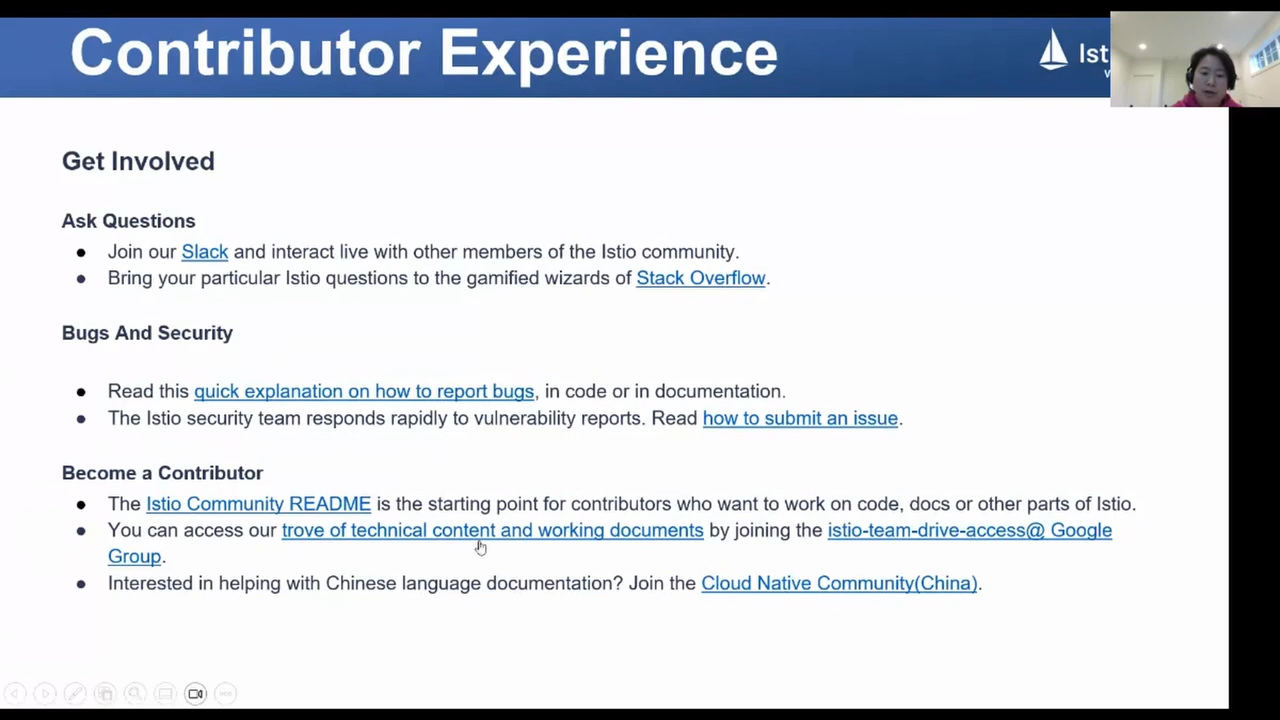 Contributor Experience
Get Involved
Ask Questions
● Join our Slack and interact live with other members of the Istio community.
● Bring your particular Istio questions to the gamified wizards of Stack Overflow.
Bugs And Security
● Read this quick explanation on how to report bugs, in code or in documentation.
● The Istio security team responds rapidly to vulnerability reports. Read how to submit an issue.
Become a Contributor
● The Istio Community README is the starting point for contributors who want to work on code, docs or other parts of Istio.
● You can access our trove of technical content and working documents by joining the istio-team-drive-access@ Google
Group.
● Interested in helping with Chinese language documentation? Join the Cloud Native Community(China).